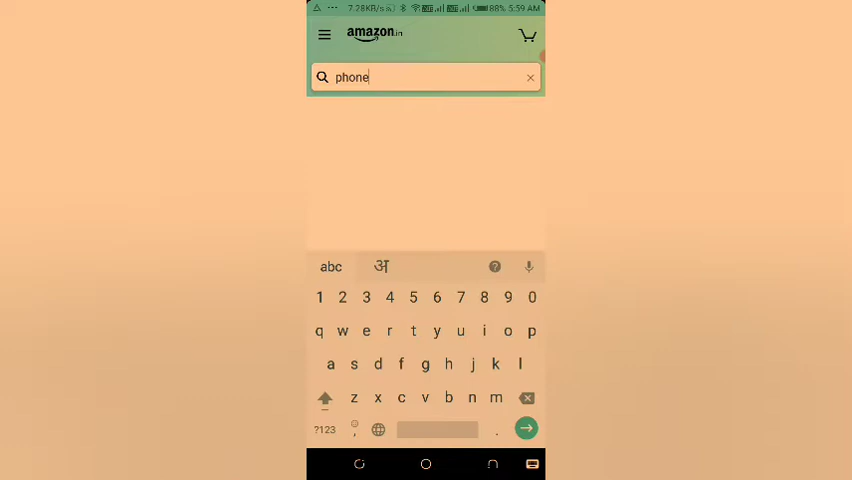 7.28KB/s 88% 5:59 AM
amazon.in
phone
abc अ
1 2 3 4 5 6 7 8 9 0
q w e r t y u i o p
a s d f g h j k l
z x c v b n m
?123 , .